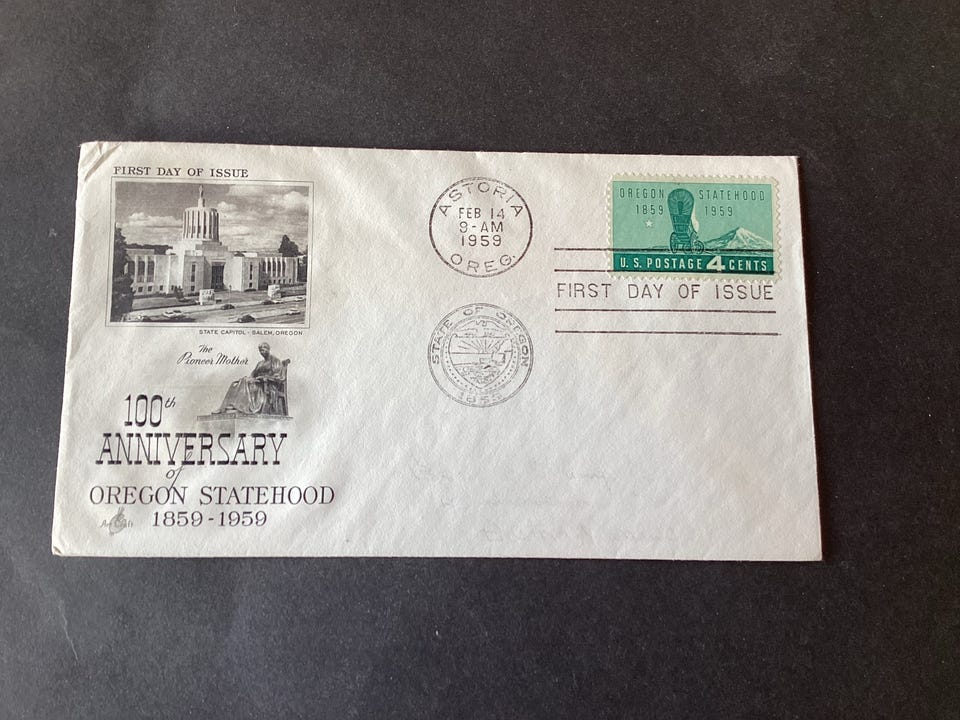 FIRST DAY OF ISSUE
STATE CAPITOL - SALEM, OREGON
The
Pioneer Mother
100th
ANNIVERSARY
of
OREGON STATEHOOD
1859 - 1959
Art Craft
ASTORIA
FEB 14
9-AM
1959
OREG.
STATE OF OREGON
1859
OREGON STATEHOOD
1859 1959
U.S. POSTAGE 4 CENTS
FIRST DAY OF ISSUE